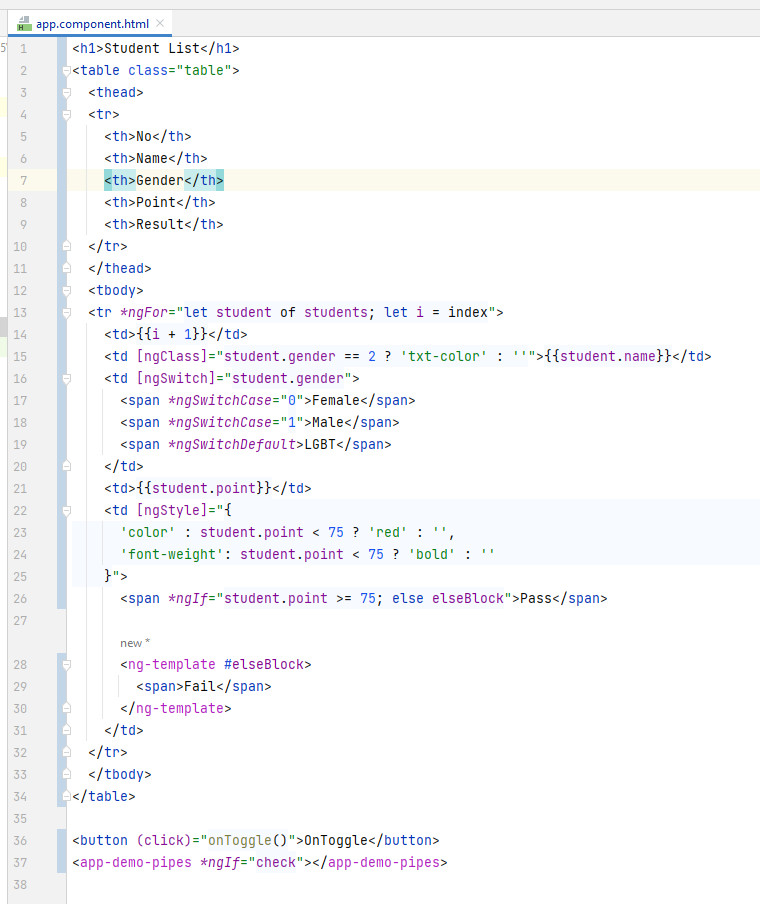 app.component.html
1 <h1>Student List</h1>
2 <table class="table">
3   <thead>
4   <tr>
5     <th>No</th>
6     <th>Name</th>
7     <th>Gender</th>
8     <th>Point</th>
9     <th>Result</th>
10   </tr>
11   </thead>
12   <tbody>
13   <tr *ngFor="let student of students; let i = index">
14     <td>{{i + 1}}</td>
15     <td [ngClass]="student.gender == 2 ? 'txt-color' : ''">{{student.name}}</td>
16     <td [ngSwitch]="student.gender">
17       <span *ngSwitchCase="0">Female</span>
18       <span *ngSwitchCase="1">Male</span>
19       <span *ngSwitchDefault>LGBT</span>
20     </td>
21     <td>{{student.point}}</td>
22     <td [ngStyle]="{
23       'color' : student.point < 75 ? 'red' : '',
24       'font-weight': student.point < 75 ? 'bold' : ''
25     }">
26       <span *ngIf="student.point >= 75; else elseBlock">Pass</span>
27
new *
28       <ng-template #elseBlock>
29         <span>Fail</span>
30       </ng-template>
31     </td>
32   </tr>
33   </tbody>
34 </table>
35
36 <button (click)="onToggle()">OnToggle</button>
37 <app-demo-pipes *ngIf="check"></app-demo-pipes>
38